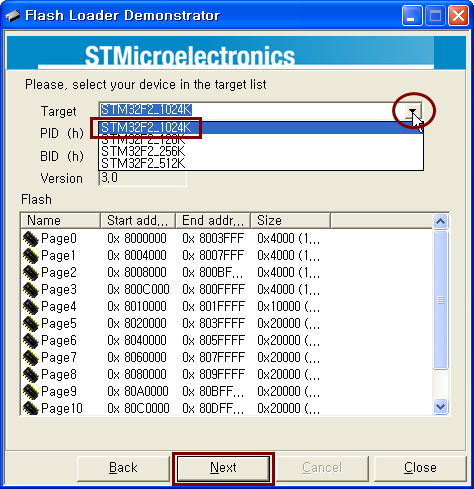 Flash Loader Demonstrator
STMicroelectronics
Please, select your device in the target list
Target STM32F2_1024K
STM32F2_1024K
PID (h) STM32F2_128K
BID (h) STM32F2_256K
STM32F2_512K
Version 3.0
Flash
Name Start add... End addr... Size
Page0 0x 8000000 0x 8003FFF 0x4000 (1...
Page1 0x 8004000 0x 8007FFF 0x4000 (1...
Page2 0x 8008000 0x 800BF... 0x4000 (1...
Page3 0x 800C000 0x 800FFFF 0x4000 (1...
Page4 0x 8010000 0x 801FFFF 0x10000 (...
Page5 0x 8020000 0x 803FFFF 0x20000 (...
Page6 0x 8040000 0x 805FFFF 0x20000 (...
Page7 0x 8060000 0x 807FFFF 0x20000 (...
Page8 0x 8080000 0x 809FFFF 0x20000 (...
Page9 0x 80A0000 0x 80BFF... 0x20000 (...
Page10 0x 80C0000 0x 80DFF... 0x20000 (...
Back Next Cancel Close